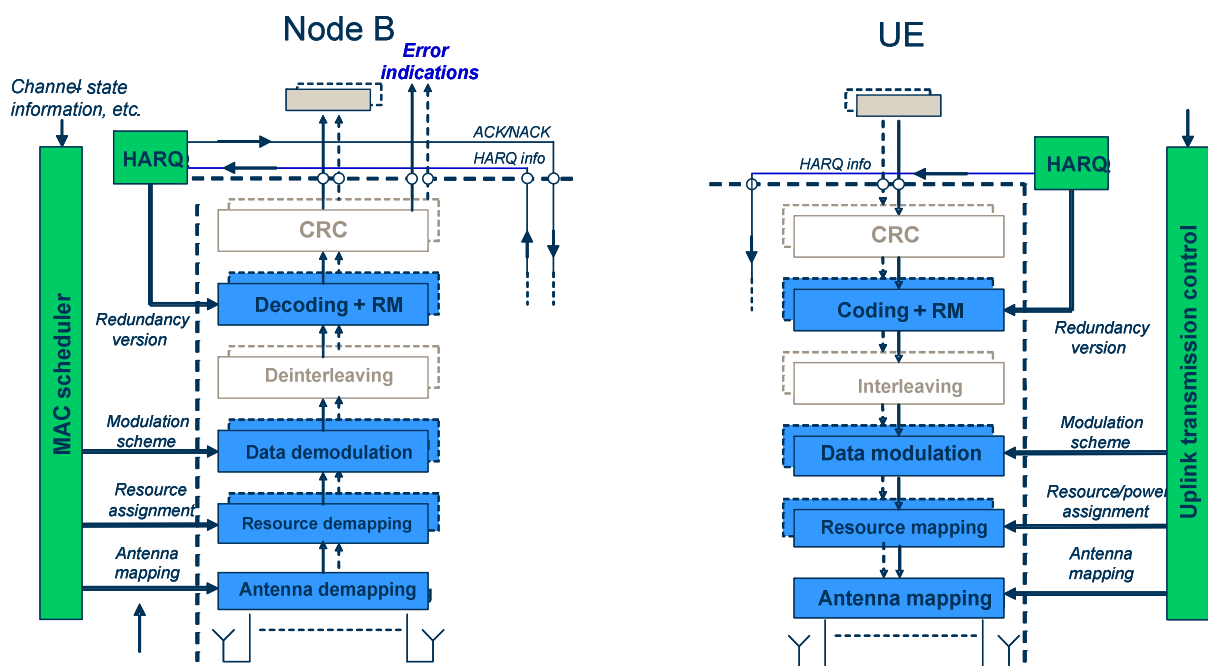 Node B
UE
Error
indications
Channel state
information, etc.
ACK/NACK
HARQ
HARQ info
HARQ info
HARQ
CRC
CRC
Decoding + RM
Coding + RM
Redundancy
version
Redundancy
version
MAC scheduler
Uplink transmission control
Deinterleaving
Interleaving
Modulation
scheme
Modulation
scheme
Data demodulation
Data modulation
Resource
assignment
Resource/power
assignment
Resource demapping
Resource mapping
Antenna
mapping
Antenna
mapping
Antenna demapping
Antenna mapping